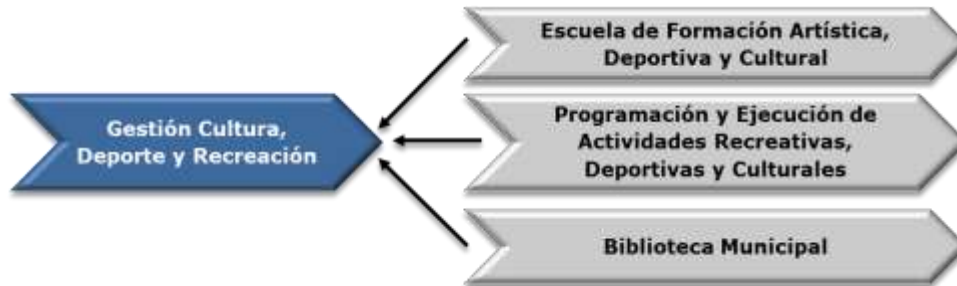 Gestión Cultura,
Deporte y Recreación
Escuela de Formación Artística,
Deportiva y Cultural
Programación y Ejecución de
Actividades Recreativas,
Deportivas y Culturales
Biblioteca Municipal